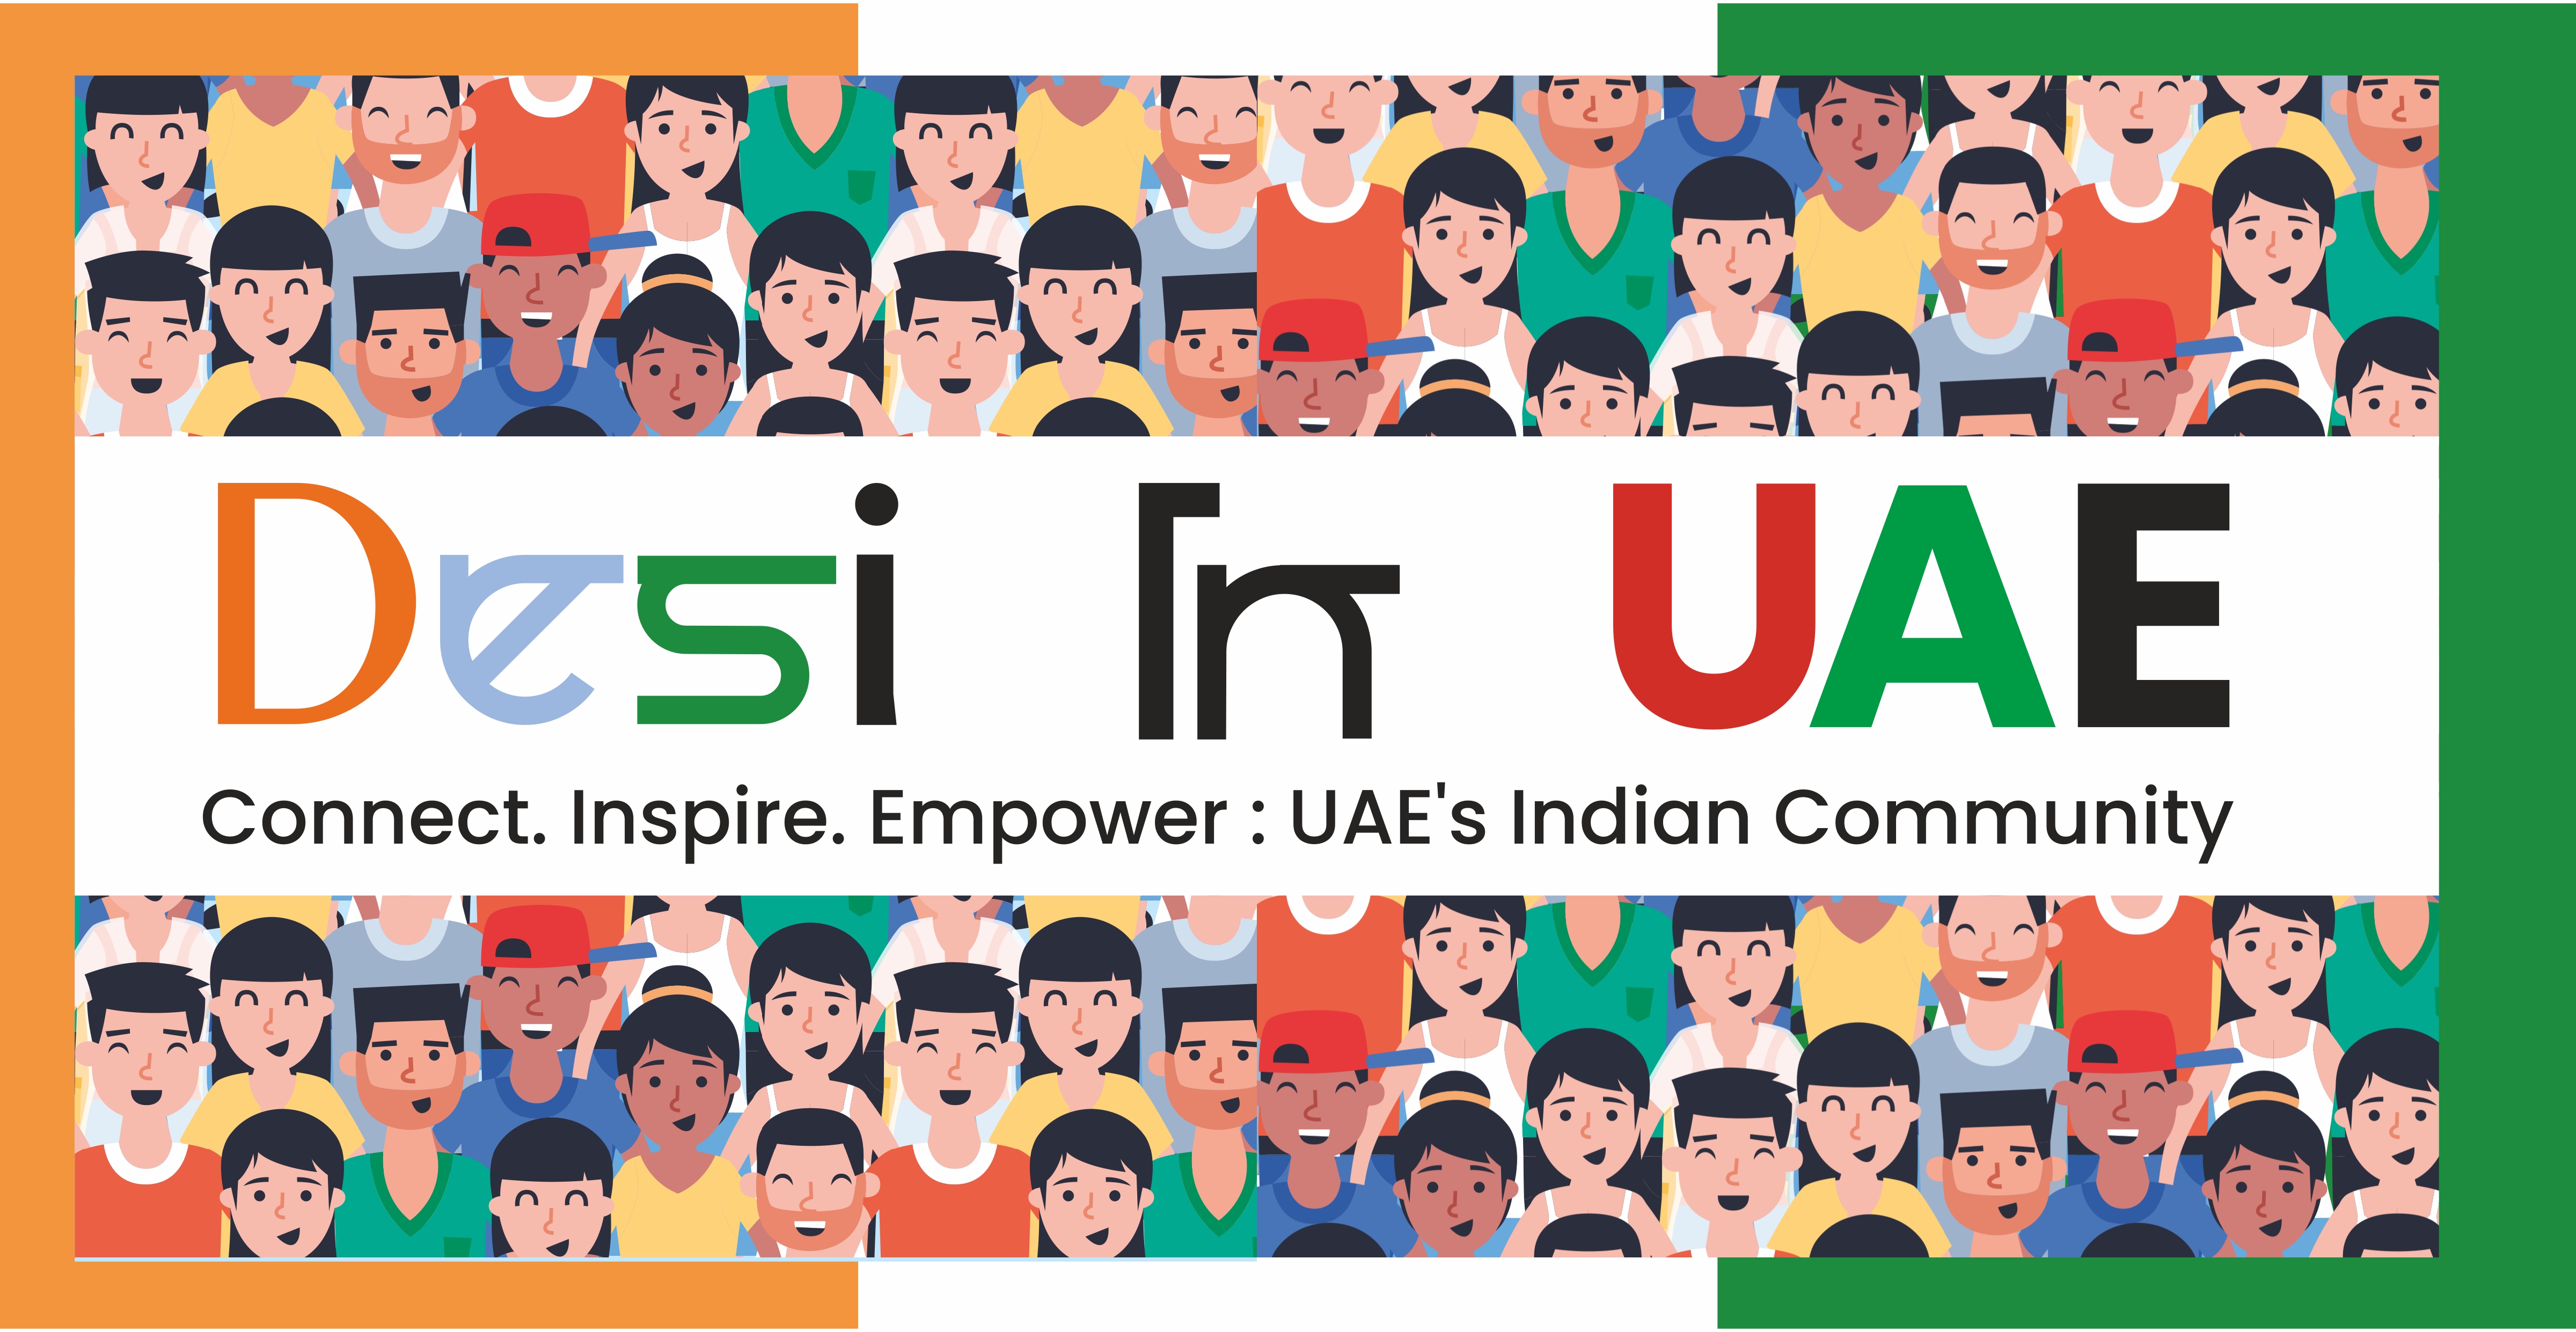 Desi In UAE
Connect. Inspire. Empower : UAE's Indian Community